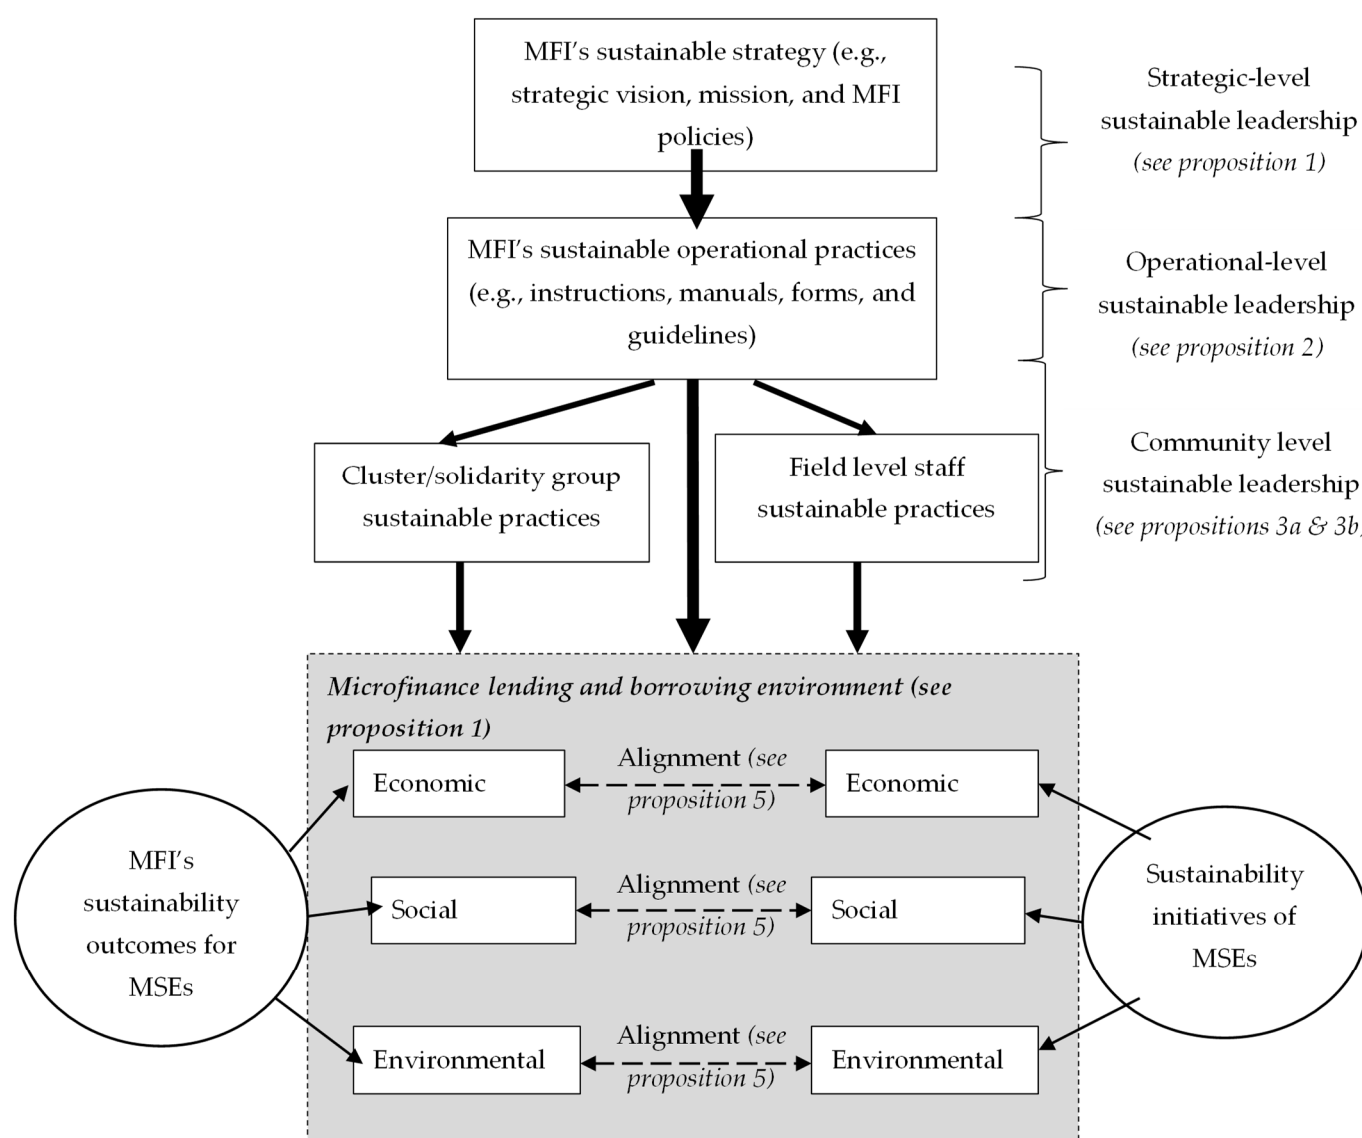 MFI's sustainable strategy (e.g.,
strategic vision, mission, and MFI
policies)
Strategic-level
sustainable leadership
(see proposition 1)
MFI's sustainable operational practices
(e.g., instructions, manuals, forms, and
guidelines)
Operational-level
sustainable leadership
(see proposition 2)
Cluster/solidarity group
sustainable practices
Field level staff
sustainable practices
Community level
sustainable leadership
(see propositions 3a & 3b)
Microfinance lending and borrowing environment (see
proposition 1)
Economic
Alignment (see
proposition 5)
Economic
Social
Alignment (see
proposition 5)
Social
Environmental
Alignment (see
proposition 5)
Environmental
MFI's
sustainability
outcomes for
MSEs
Sustainability
initiatives of
MSEs